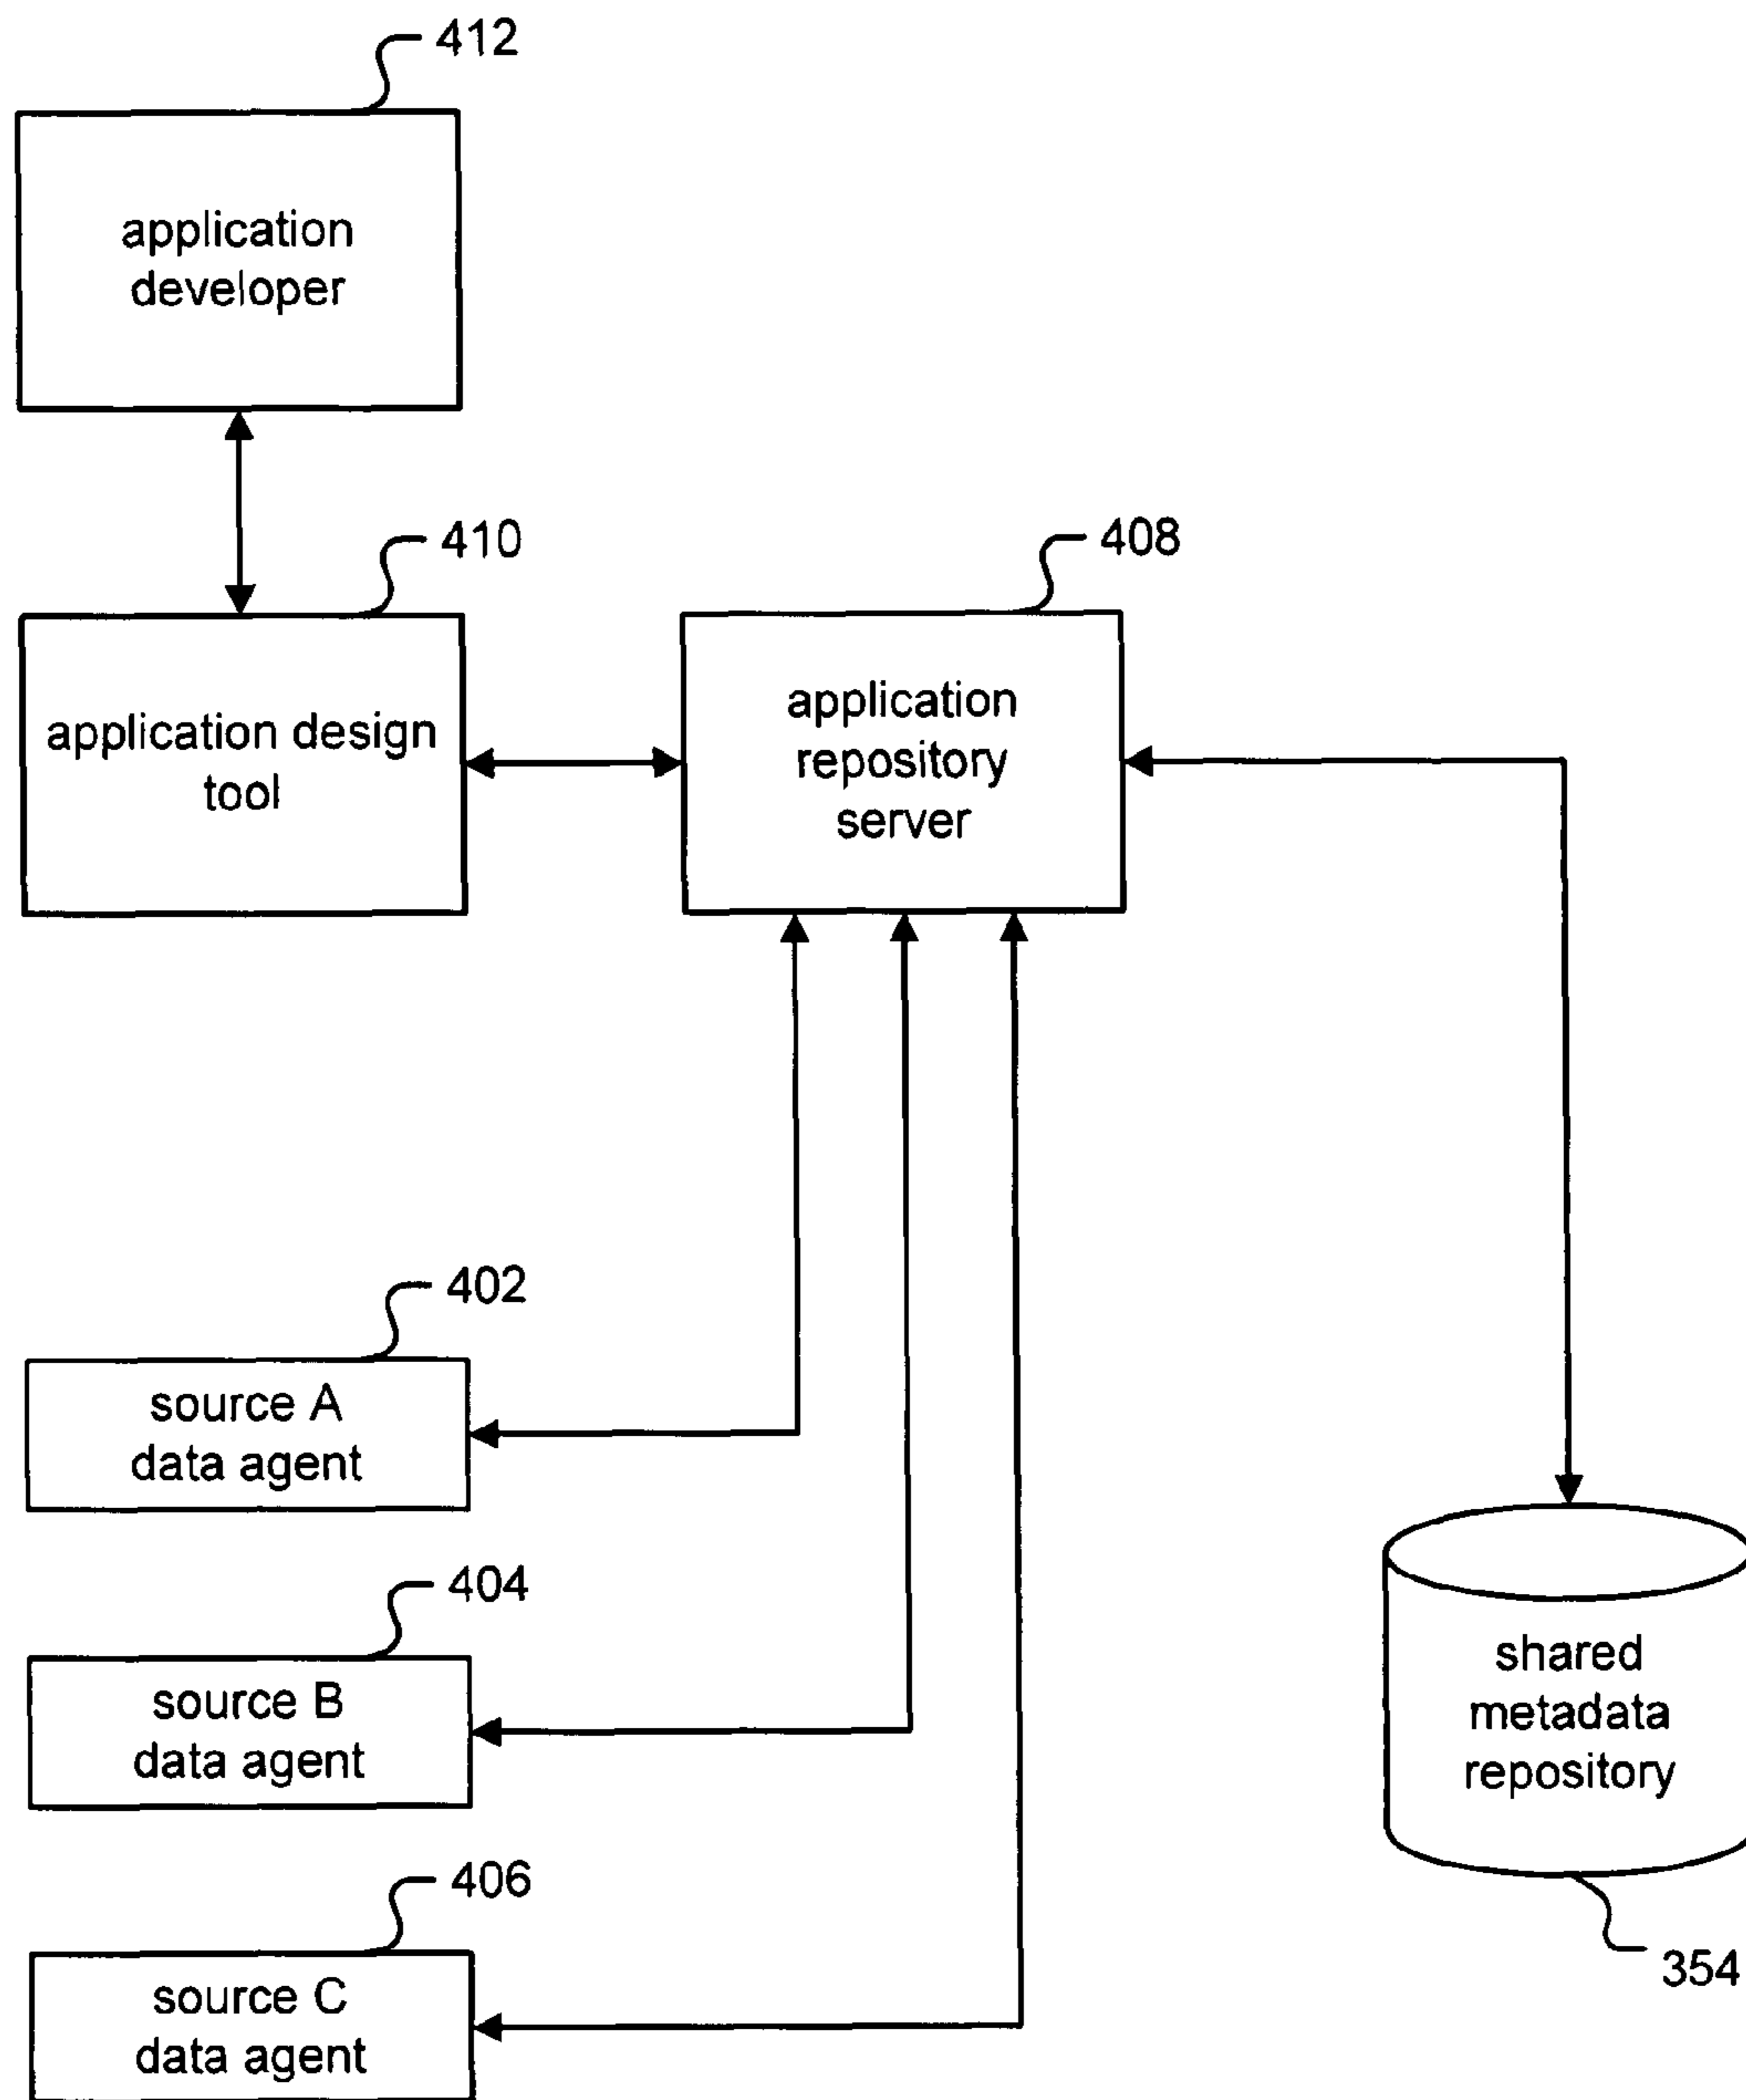 412
application
developer
410
application design
tool
408
application
repository
server
402
source A
data agent
404
source B
data agent
406
source C
data agent
shared
metadata
repository
354